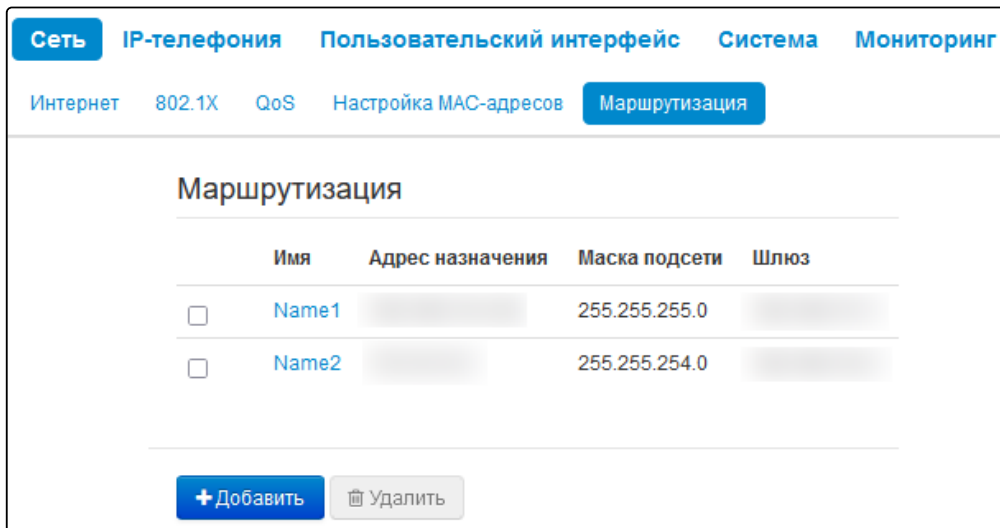 Сеть IP-телефония Пользовательский интерфейс Система Мониторинг
Интернет 802.1X QoS Настройка MAC-адресов Маршрутизация
Маршрутизация
Имя Адрес назначения Маска подсети Шлюз
Name1 255.255.255.0
Name2 255.255.254.0
Добавить Удалить